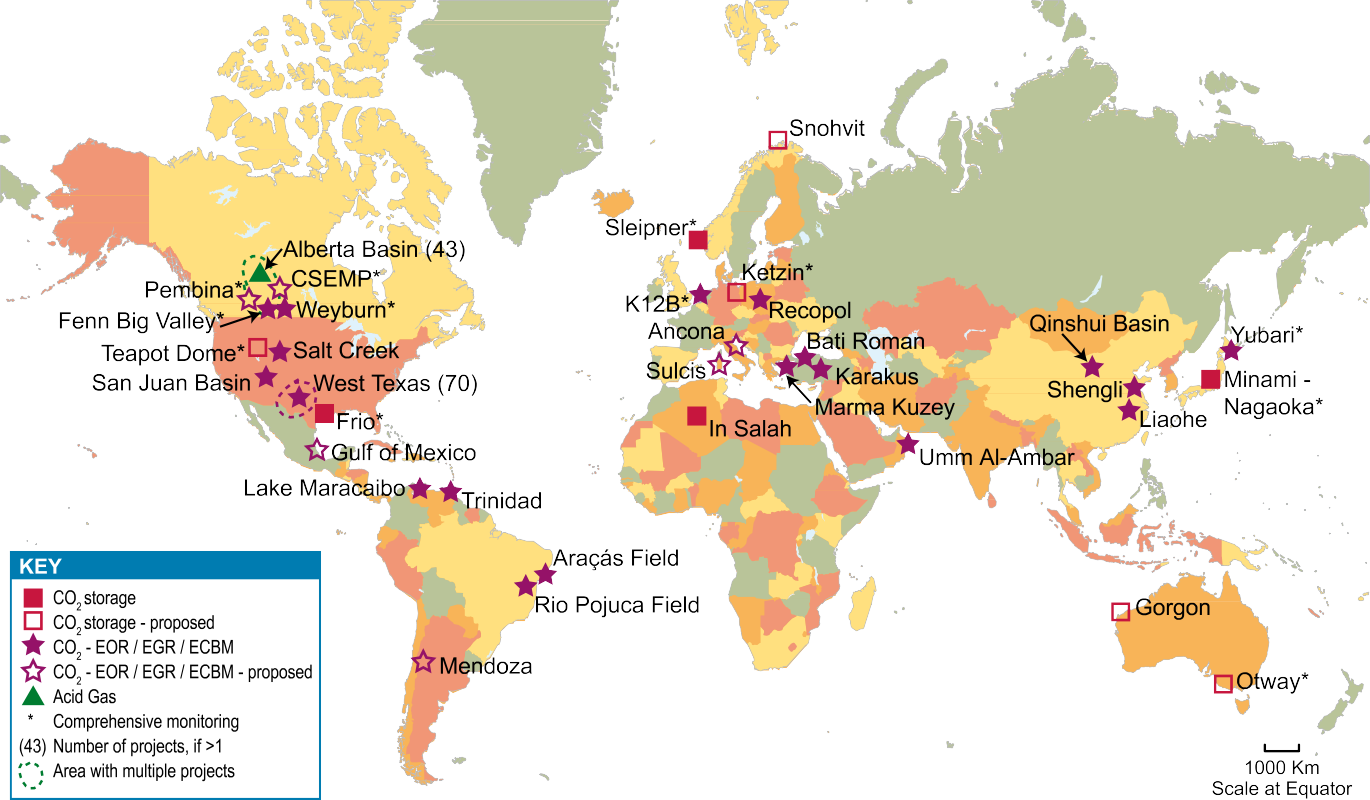 Snohvit
Sleipner*
Alberta Basin (43)
CSEMP*
Pembina*
Weyburn*
Fenn Big Valley*
Teapot Dome*
Salt Creek
San Juan Basin
West Texas (70)
Frio*
Gulf of Mexico
Lake Maracaibo
Trinidad
Araçás Field
Rio Pojuca Field
Mendoza
Ketzin*
K12B*
Recopol
Ancona
Bati Roman
Sulcis
Karakus
Marma Kuzey
In Salah
Umm Al-Ambar
Qinshui Basin
Yubari*
Shengli
Minami -
Nagaoka*
Liaohe
Gorgon
Otway*
KEY
CO2 storage
CO2 storage - proposed
CO2 - EOR / EGR / ECBM
CO2 - EOR / EGR / ECBM - proposed
Acid Gas
* Comprehensive monitoring
(43) Number of projects, if >1
Area with multiple projects
1000 Km
Scale at Equator